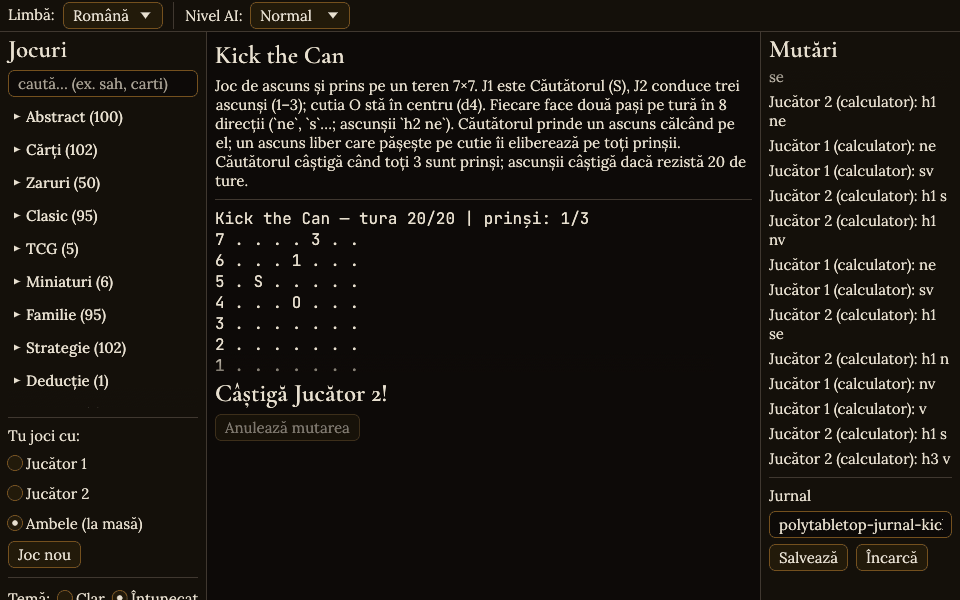 Limbă: Română ▼ Nivel AI: Normal ▼
Jocuri
caută... (ex. sah, carti)
▸ Abstract (100)
▸ Cărți (102)
▸ Zaruri (50)
▸ Clasic (95)
▸ TCG (5)
▸ Miniaturi (6)
▸ Familie (95)
▸ Strategie (102)
▸ Deducție (1)
Tu joci cu:
Jucător 1
Jucător 2
Ambele (la masă)
Joc nou
Temă: Clar Întunecat
Kick the Can
Joc de ascuns și prins pe un teren 7×7. J1 este Căutătorul (S), J2 conduce trei
ascunși (1–3); cutia O stă în centru (d4). Fiecare face două pași pe tură în 8
direcții (`ne`, `s`…; ascunșii `h2 ne`). Căutătorul prinde un ascuns călcând pe
el; un ascuns liber care pășește pe cutie îi eliberează pe toți prinșii.
Căutătorul câștigă când toți 3 sunt prinși; ascunșii câștigă dacă rezistă 20 de
ture.
Kick the Can — tura 20/20 | prinși: 1/3
7 . . . . 3 . .
6 . . . 1 . . .
5 . S . . . . .
4 . . . O . . .
3 . . . . . . .
2 . . . . . . .
1 . . . . . . .
Câștigă Jucător 2!
Anulează mutarea
Mutări
se
Jucător 2 (calculator): h1
ne
Jucător 1 (calculator): ne
Jucător 1 (calculator): sv
Jucător 2 (calculator): h1 s
Jucător 2 (calculator): h1
nv
Jucător 1 (calculator): ne
Jucător 1 (calculator): sv
Jucător 2 (calculator): h1
se
Jucător 2 (calculator): h1 n
Jucător 1 (calculator): nv
Jucător 1 (calculator): v
Jucător 2 (calculator): h1 s
Jucător 2 (calculator): h3 v
Jurnal
polytabletop-jurnal-kic
Salvează Încarcă